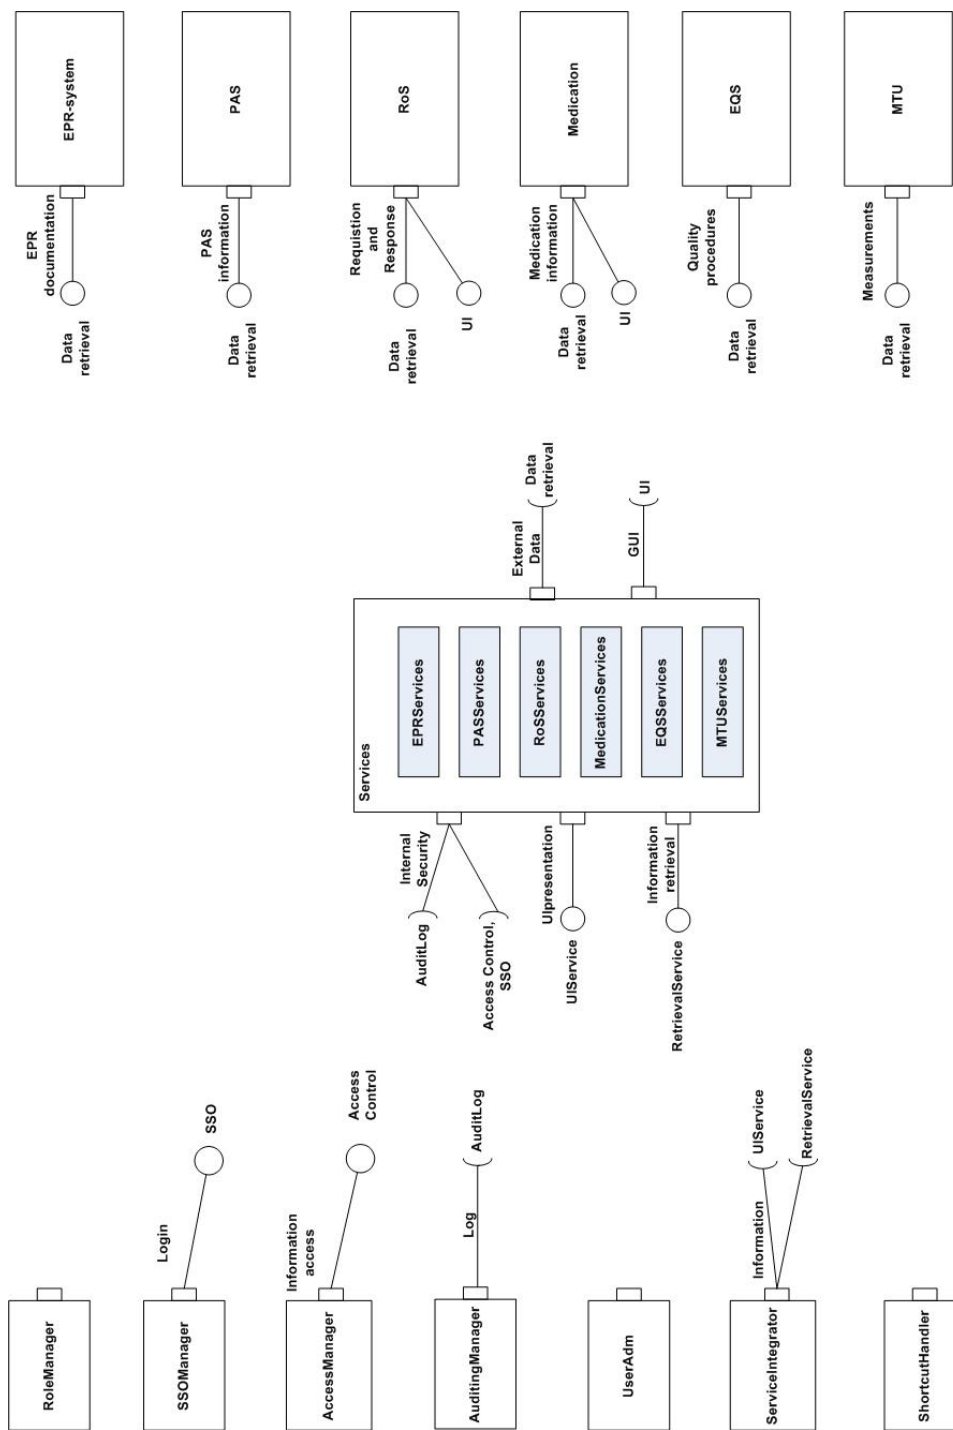 RoleManager
SSOManager
Login
SSO
AccessManager
Information
access
Access
Control
AuditingManager
Log
AuditLog
UserAdm
ServiceIntegrator
Information
UIService
RetrievalService
ShortcutHandler
Services
EPRServices
PASServices
RoSServices
MedicationServices
EQSServices
MTUServices
Internal
Security
AuditLog
Access Control,
SSO
UIpresentation
UIService
Information
retrieval
RetrievalService
External
Data
Data
retrieval
GUI
UI
EPR-system
EPR
documentation
Data
retrieval
PAS
PAS
information
Data
retrieval
RoS
Requistion
and
Response
Data
retrieval
UI
Medication
Medication
information
Data
retrieval
UI
EQS
Quality
procedures
Data
retrieval
MTU
Measurements
Data
retrieval